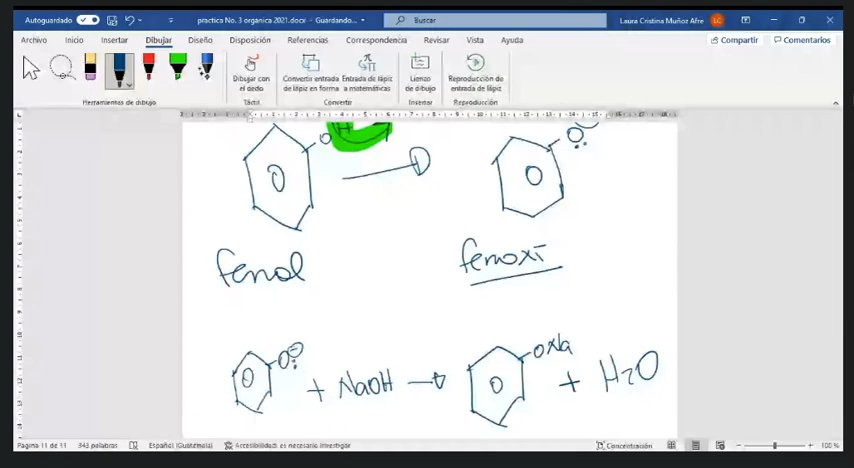 Autoguardado practica No. 3 organica 2021.docx - Guardando... Buscar Laura Cristina Muñoz Afre LC
Archivo Inicio Insertar Dibujar Diseño Disposición Referencias Correspondencia Revisar Vista Ayuda Compartir Comentarios
Dibujar con el dedo
Convertir entrada de lápiz en forma
Entrada de lápiz a matemáticas
Lienzo de dibujo
Reproducción de entrada de lápiz
Herramientas de dibujo Táctil Convertir Insertar Reproducción
OH
O
fenol fenoxi
O⊖ + NaOH → ONa + H2O
Página 11 de 11 343 palabras Español (Guatemala) Accesibilidad: es necesario investigar Concentración 100 %